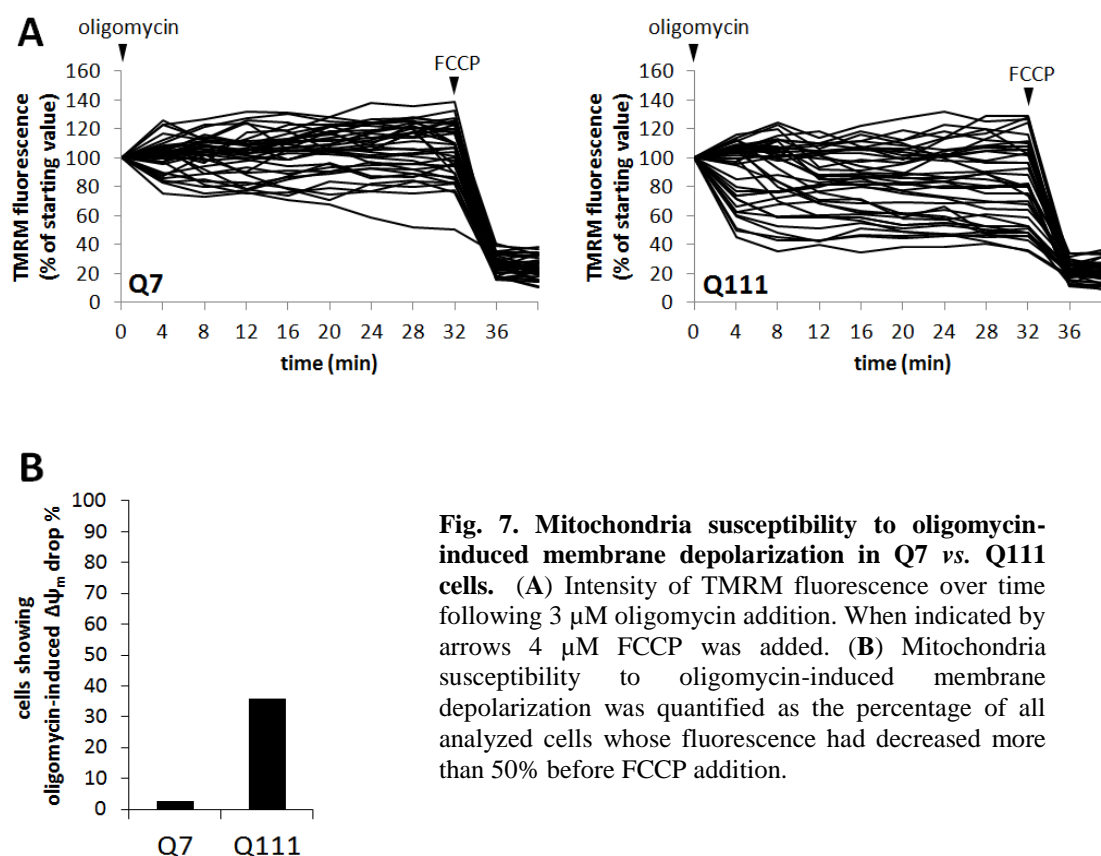 A
oligomycin
FCCP
TMRM fluorescence
(% of starting value)
160
140
120
100
80
60
40
20
0
Q7
0 4 8 12 16 20 24 28 32 36
time (min)
oligomycin
FCCP
TMRM fluorescence
(% of starting value)
160
140
120
100
80
60
40
20
0
Q111
0 4 8 12 16 20 24 28 32 36
time (min)
B
cells showing
oligomycin-induced Δψm drop %
100
90
80
70
60
50
40
30
20
10
0
Q7 Q111
Fig. 7. Mitochondria susceptibility to oligomycin-
induced membrane depolarization in Q7 vs. Q111
cells. (A) Intensity of TMRM fluorescence over time
following 3 µM oligomycin addition. When indicated by
arrows 4 µM FCCP was added. (B) Mitochondria
susceptibility to oligomycin-induced membrane
depolarization was quantified as the percentage of all
analyzed cells whose fluorescence had decreased more
than 50% before FCCP addition.